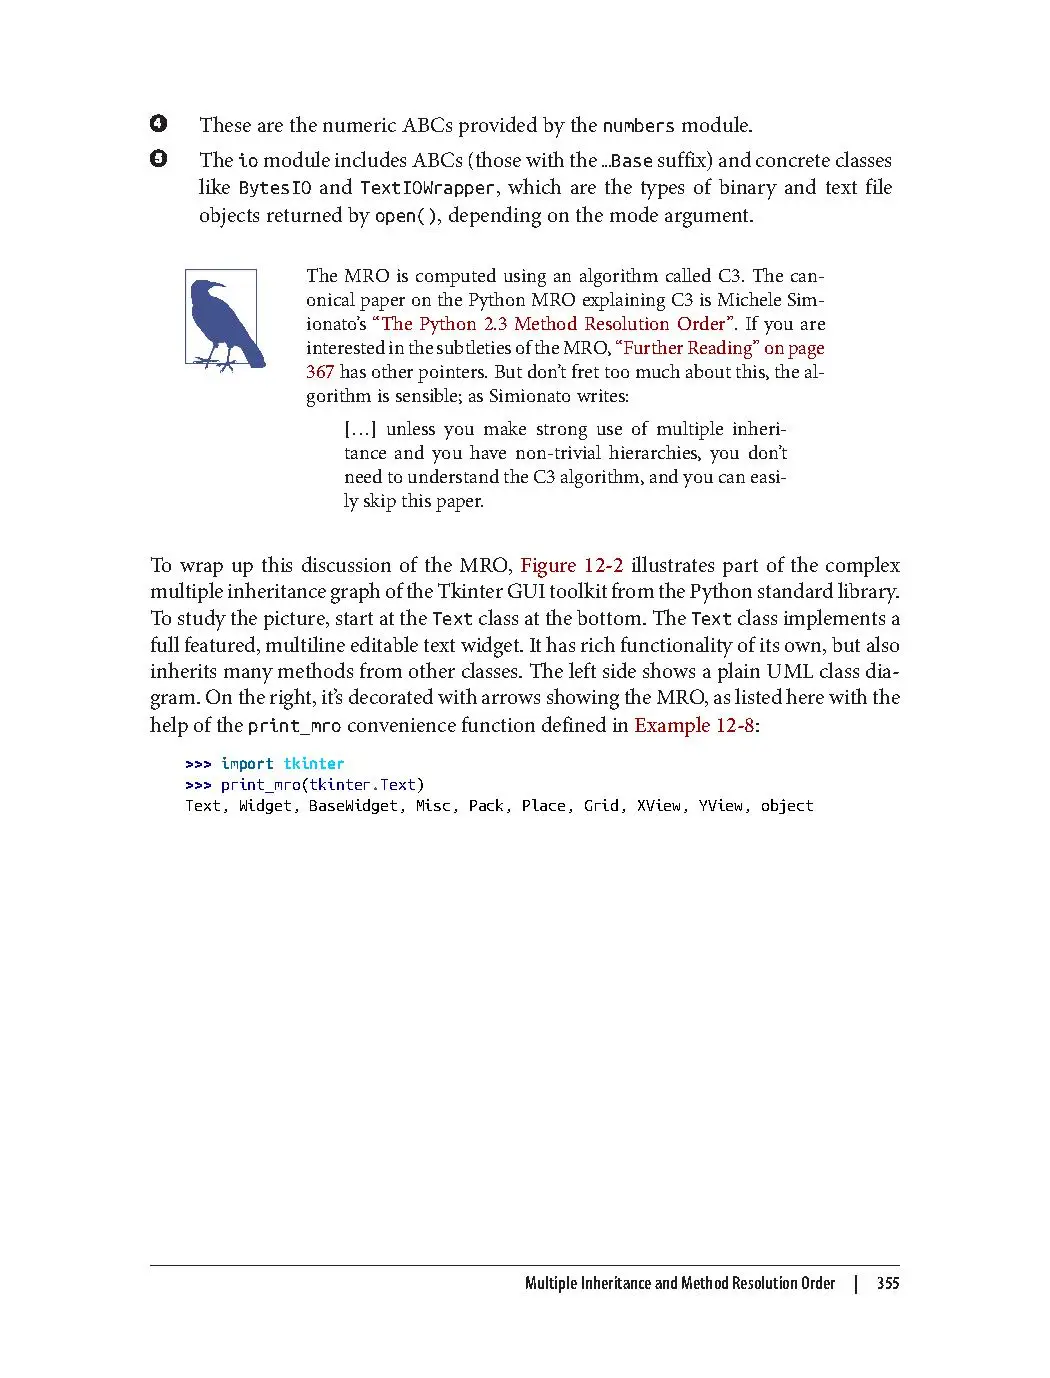 ❹ These are the numeric ABCs provided by the numbers module.
❺ The io module includes ABCs (those with the …Base suffix) and concrete classes
like BytesIO and TextIOWrapper, which are the types of binary and text file
objects returned by open(), depending on the mode argument.
The MRO is computed using an algorithm called C3. The can-
onical paper on the Python MRO explaining C3 is Michele Sim-
ionato’s “The Python 2.3 Method Resolution Order”. If you are
interested in the subtleties of the MRO, “Further Reading” on page
367 has other pointers. But don’t fret too much about this, the al-
gorithm is sensible; as Simionato writes:
[…] unless you make strong use of multiple inheri-
tance and you have non-trivial hierarchies, you don’t
need to understand the C3 algorithm, and you can easi-
ly skip this paper.
To wrap up this discussion of the MRO, Figure 12-2 illustrates part of the complex
multiple inheritance graph of the Tkinter GUI toolkit from the Python standard library.
To study the picture, start at the Text class at the bottom. The Text class implements a
full featured, multiline editable text widget. It has rich functionality of its own, but also
inherits many methods from other classes. The left side shows a plain UML class dia-
gram. On the right, it’s decorated with arrows showing the MRO, as listed here with the
help of the print_mro convenience function defined in Example 12-8:
>>> import tkinter
>>> print_mro(tkinter.Text)
Text, Widget, BaseWidget, Misc, Pack, Place, Grid, XView, YView, object
Multiple Inheritance and Method Resolution Order | 355